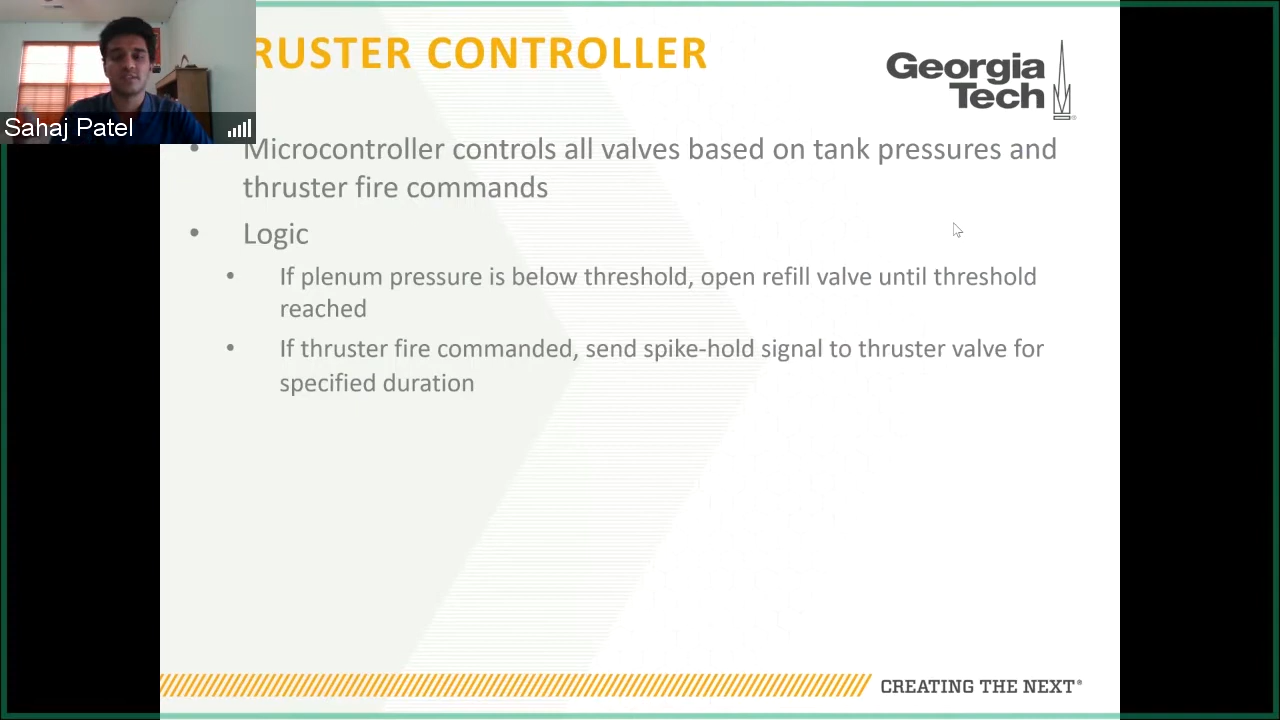 RUSTER CONTROLLER
Georgia
Tech
Sahaj Patel
• Microcontroller controls all valves based on tank pressures and
thruster fire commands
• Logic
• If plenum pressure is below threshold, open refill valve until threshold
reached
• If thruster fire commanded, send spike-hold signal to thruster valve for
specified duration
CREATING THE NEXT®